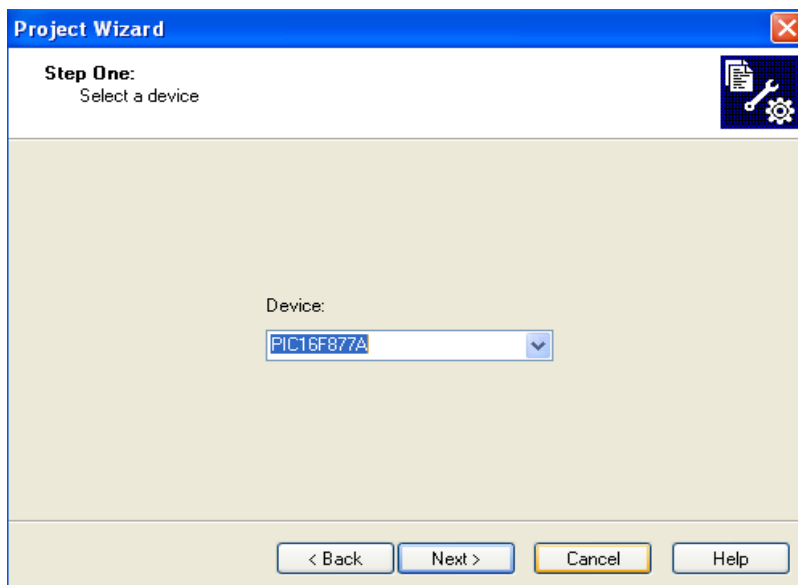 Project Wizard
Step One:
Select a device
Device:
PIC16F877A
< Back Next > Cancel Help